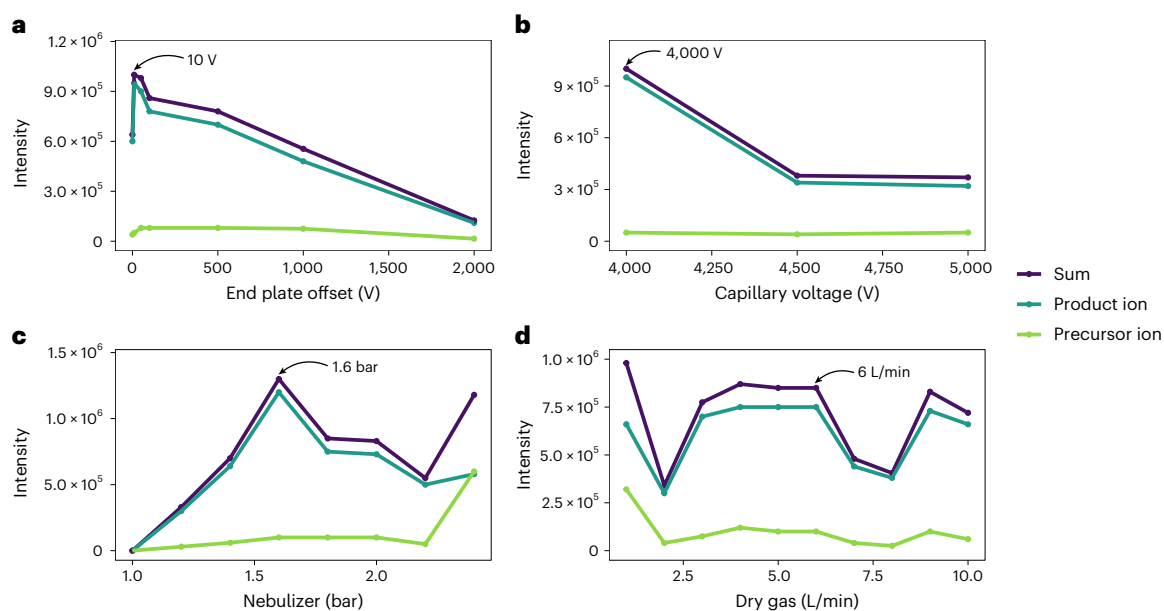 a
1.2 × 10⁶
9.0 × 10⁵
6.0 × 10⁵
3.0 × 10⁵
0
Intensity
10 V
0 500 1,000 1,500 2,000
End plate offset (V)
b
9 × 10⁵
6 × 10⁵
3 × 10⁵
0
Intensity
4,000 V
4,000 4,250 4,500 4,750 5,000
Capillary voltage (V)
Sum
Product ion
Precursor ion
c
1.5 × 10⁶
1.0 × 10⁶
5.0 × 10⁵
0
Intensity
1.6 bar
1.0 1.5 2.0
Nebulizer (bar)
d
1.0 × 10⁶
7.5 × 10⁵
5.0 × 10⁵
2.5 × 10⁵
0
Intensity
6 L/min
2.5 5.0 7.5 10.0
Dry gas (L/min)